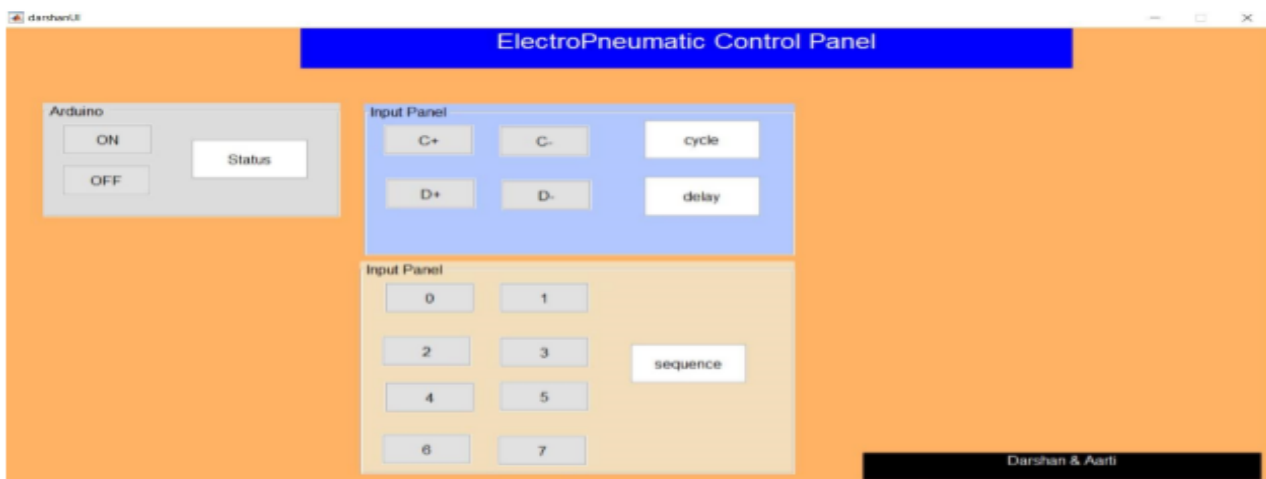 darshanUI
ElectroPneumatic Control Panel
Arduino
ON
OFF
Status
Input Panel
C+ C- cycle
D+ D- delay
Input Panel
0 1
2 3
sequence
4 5
6 7
Darshan & Aarti